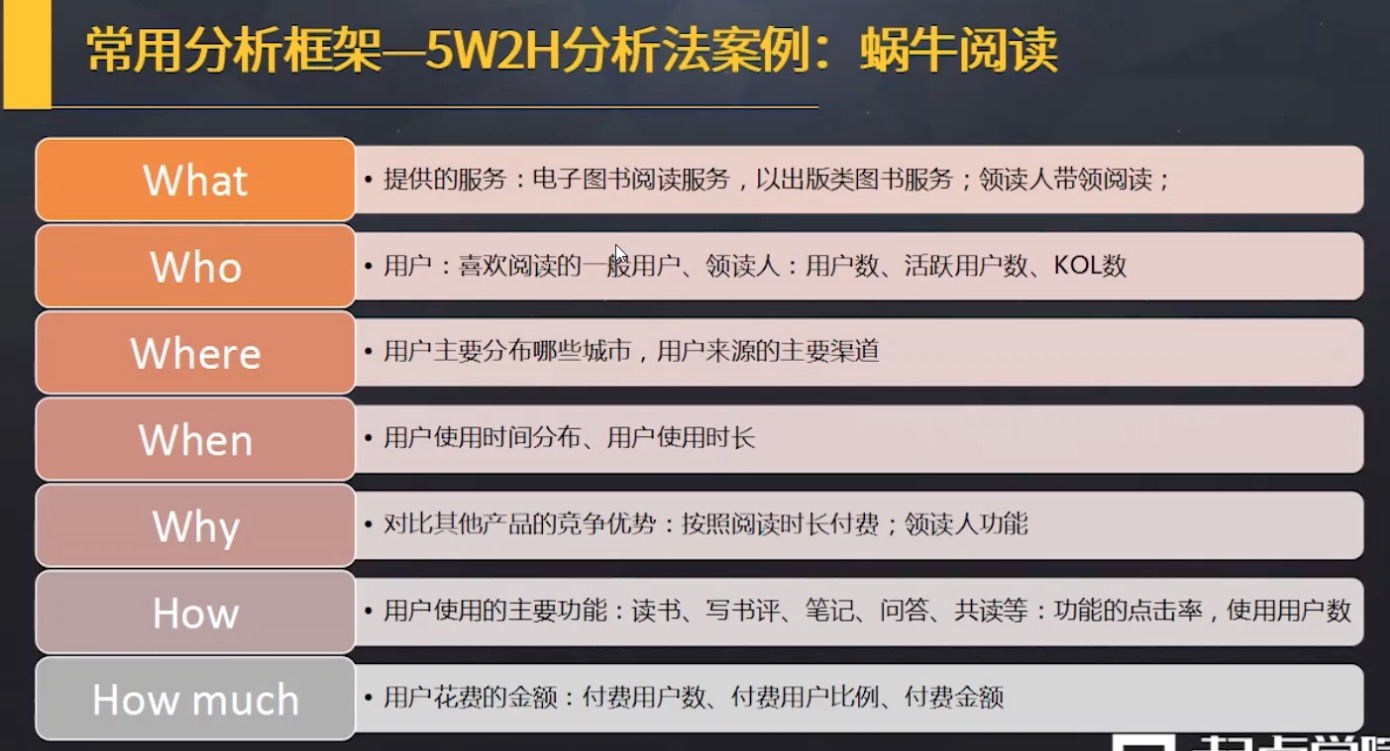 常用分析框架—5W2H分析法案例：蜗牛阅读
What
• 提供的服务：电子图书阅读服务，以出版类图书服务；领读人带领阅读；
Who
• 用户：喜欢阅读的一般用户、领读人：用户数、活跃用户数、KOL数
Where
• 用户主要分布哪些城市，用户来源的主要渠道
When
• 用户使用时间分布、用户使用时长
Why
• 对比其他产品的竞争优势：按照阅读时长付费；领读人功能
How
• 用户使用的主要功能：读书、写书评、笔记、问答、共读等：功能的点击率，使用用户数
How much
• 用户花费的金额：付费用户数、付费用户比例、付费金额